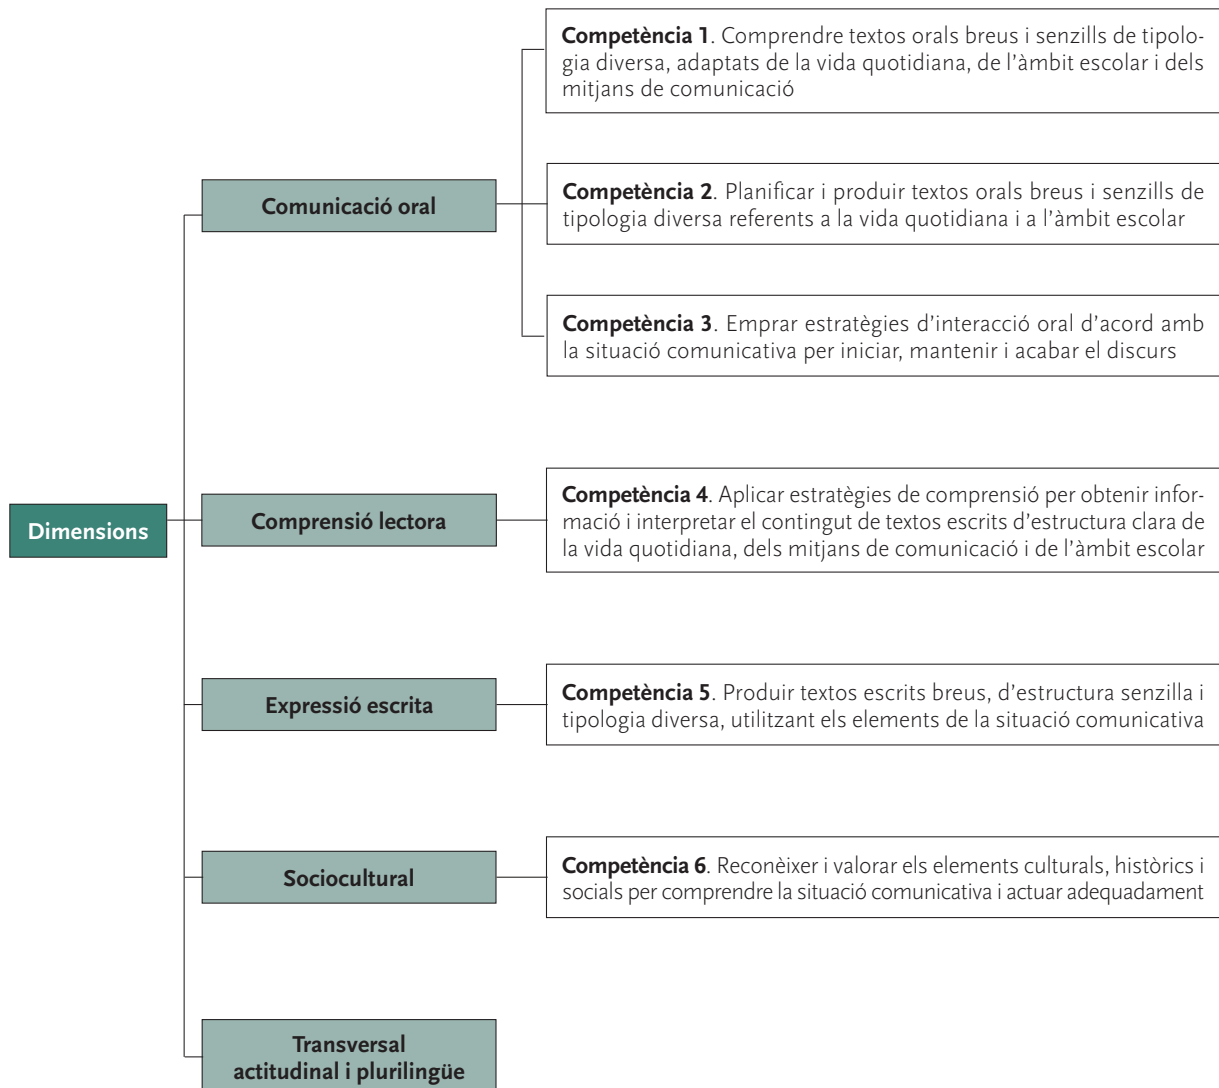 Competència 1. Comprendre textos orals breus i senzills de tipolo-
gia diversa, adaptats de la vida quotidiana, de l'àmbit escolar i dels
mitjans de comunicació
Comunicació oral
Competència 2. Planificar i produir textos orals breus i senzills de
tipologia diversa referents a la vida quotidiana i a l'àmbit escolar
Competència 3. Emprar estratègies d'interacció oral d'acord amb
la situació comunicativa per iniciar, mantenir i acabar el discurs
Dimensions
Comprensió lectora
Competència 4. Aplicar estratègies de comprensió per obtenir infor-
mació i interpretar el contingut de textos escrits d'estructura clara de
la vida quotidiana, dels mitjans de comunicació i de l'àmbit escolar
Expressió escrita
Competència 5. Produir textos escrits breus, d'estructura senzilla i
tipologia diversa, utilitzant els elements de la situació comunicativa
Sociocultural
Competència 6. Reconèixer i valorar els elements culturals, històrics i
socials per comprendre la situació comunicativa i actuar adequadament
Transversal
actitudinal i plurilingüe